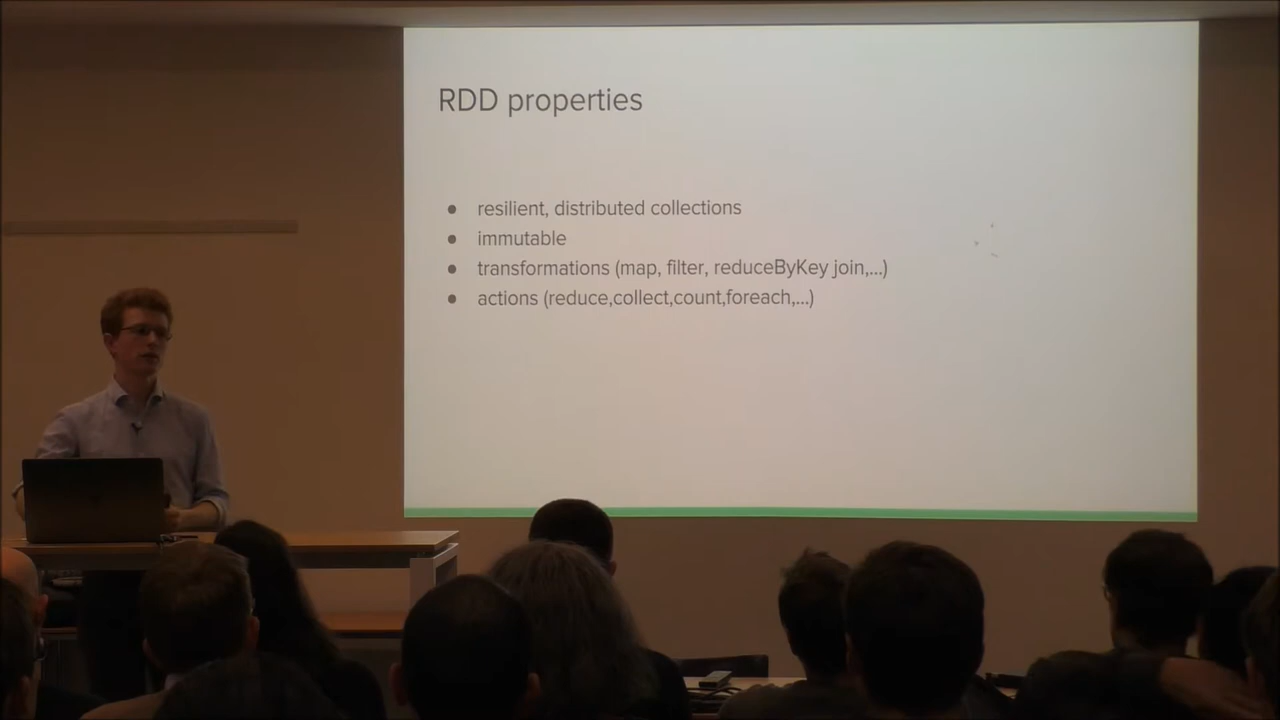 RDD properties
● resilient, distributed collections
● immutable
● transformations (map, filter, reduceByKey join,...)
● actions (reduce,collect,count,foreach,...)